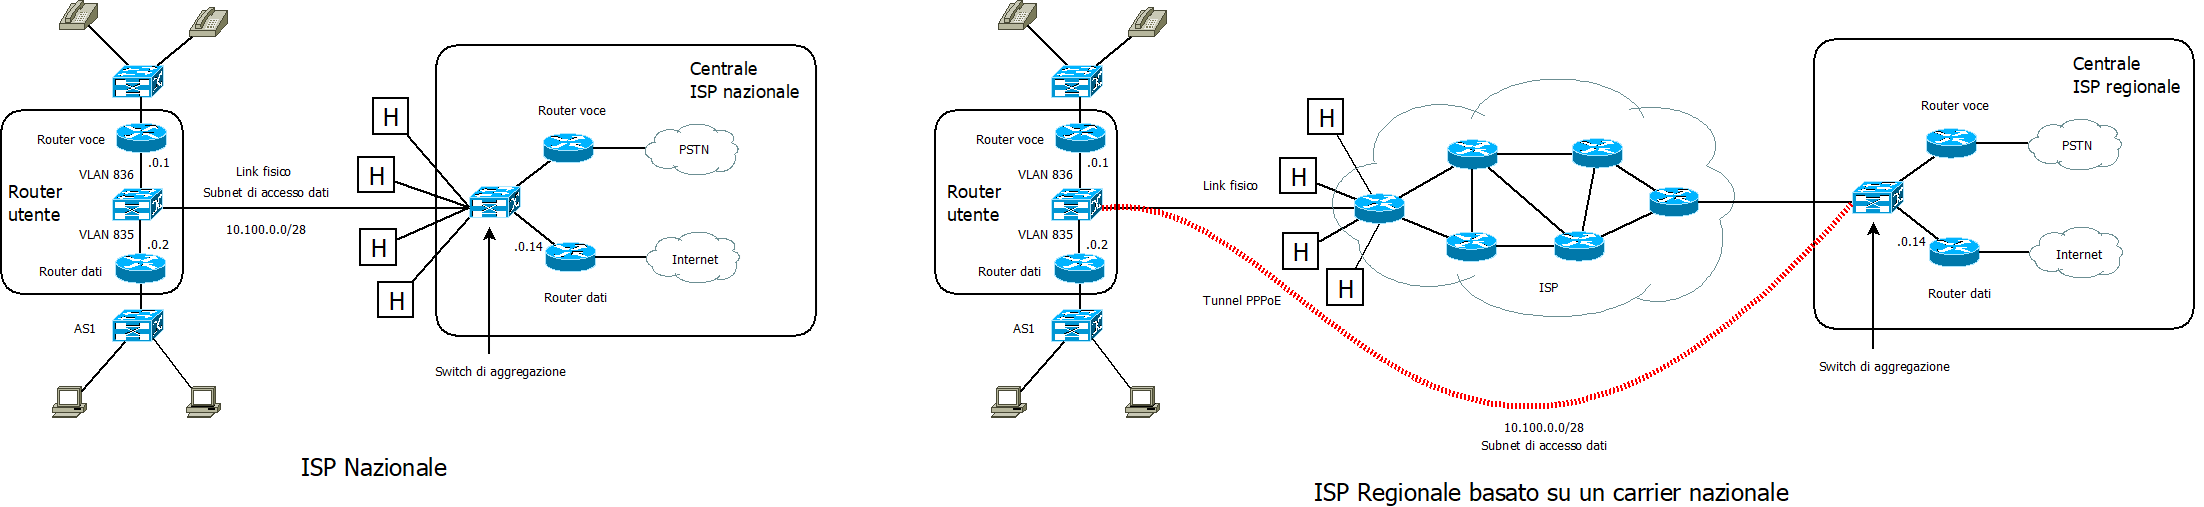 Centrale
ISP nazionale
Router voce
PSTN
Router voce
.0.1
VLAN 836
Router
utente
VLAN 835
.0.2
Router dati
AS1
Link fisico
Subnet di accesso dati
10.100.0.0/28
H
H
H
H
.0.14
Internet
Router dati
Switch di aggregazione
ISP Nazionale
Centrale
ISP regionale
Router voce
PSTN
Router voce
.0.1
VLAN 836
Router
utente
VLAN 835
.0.2
Router dati
AS1
Link fisico
H
H
H
H
ISP
Tunnel PPPoE
.0.14
Internet
Router dati
Switch di aggregazione
10.100.0.0/28
Subnet di accesso dati
ISP Regionale basato su un carrier nazionale